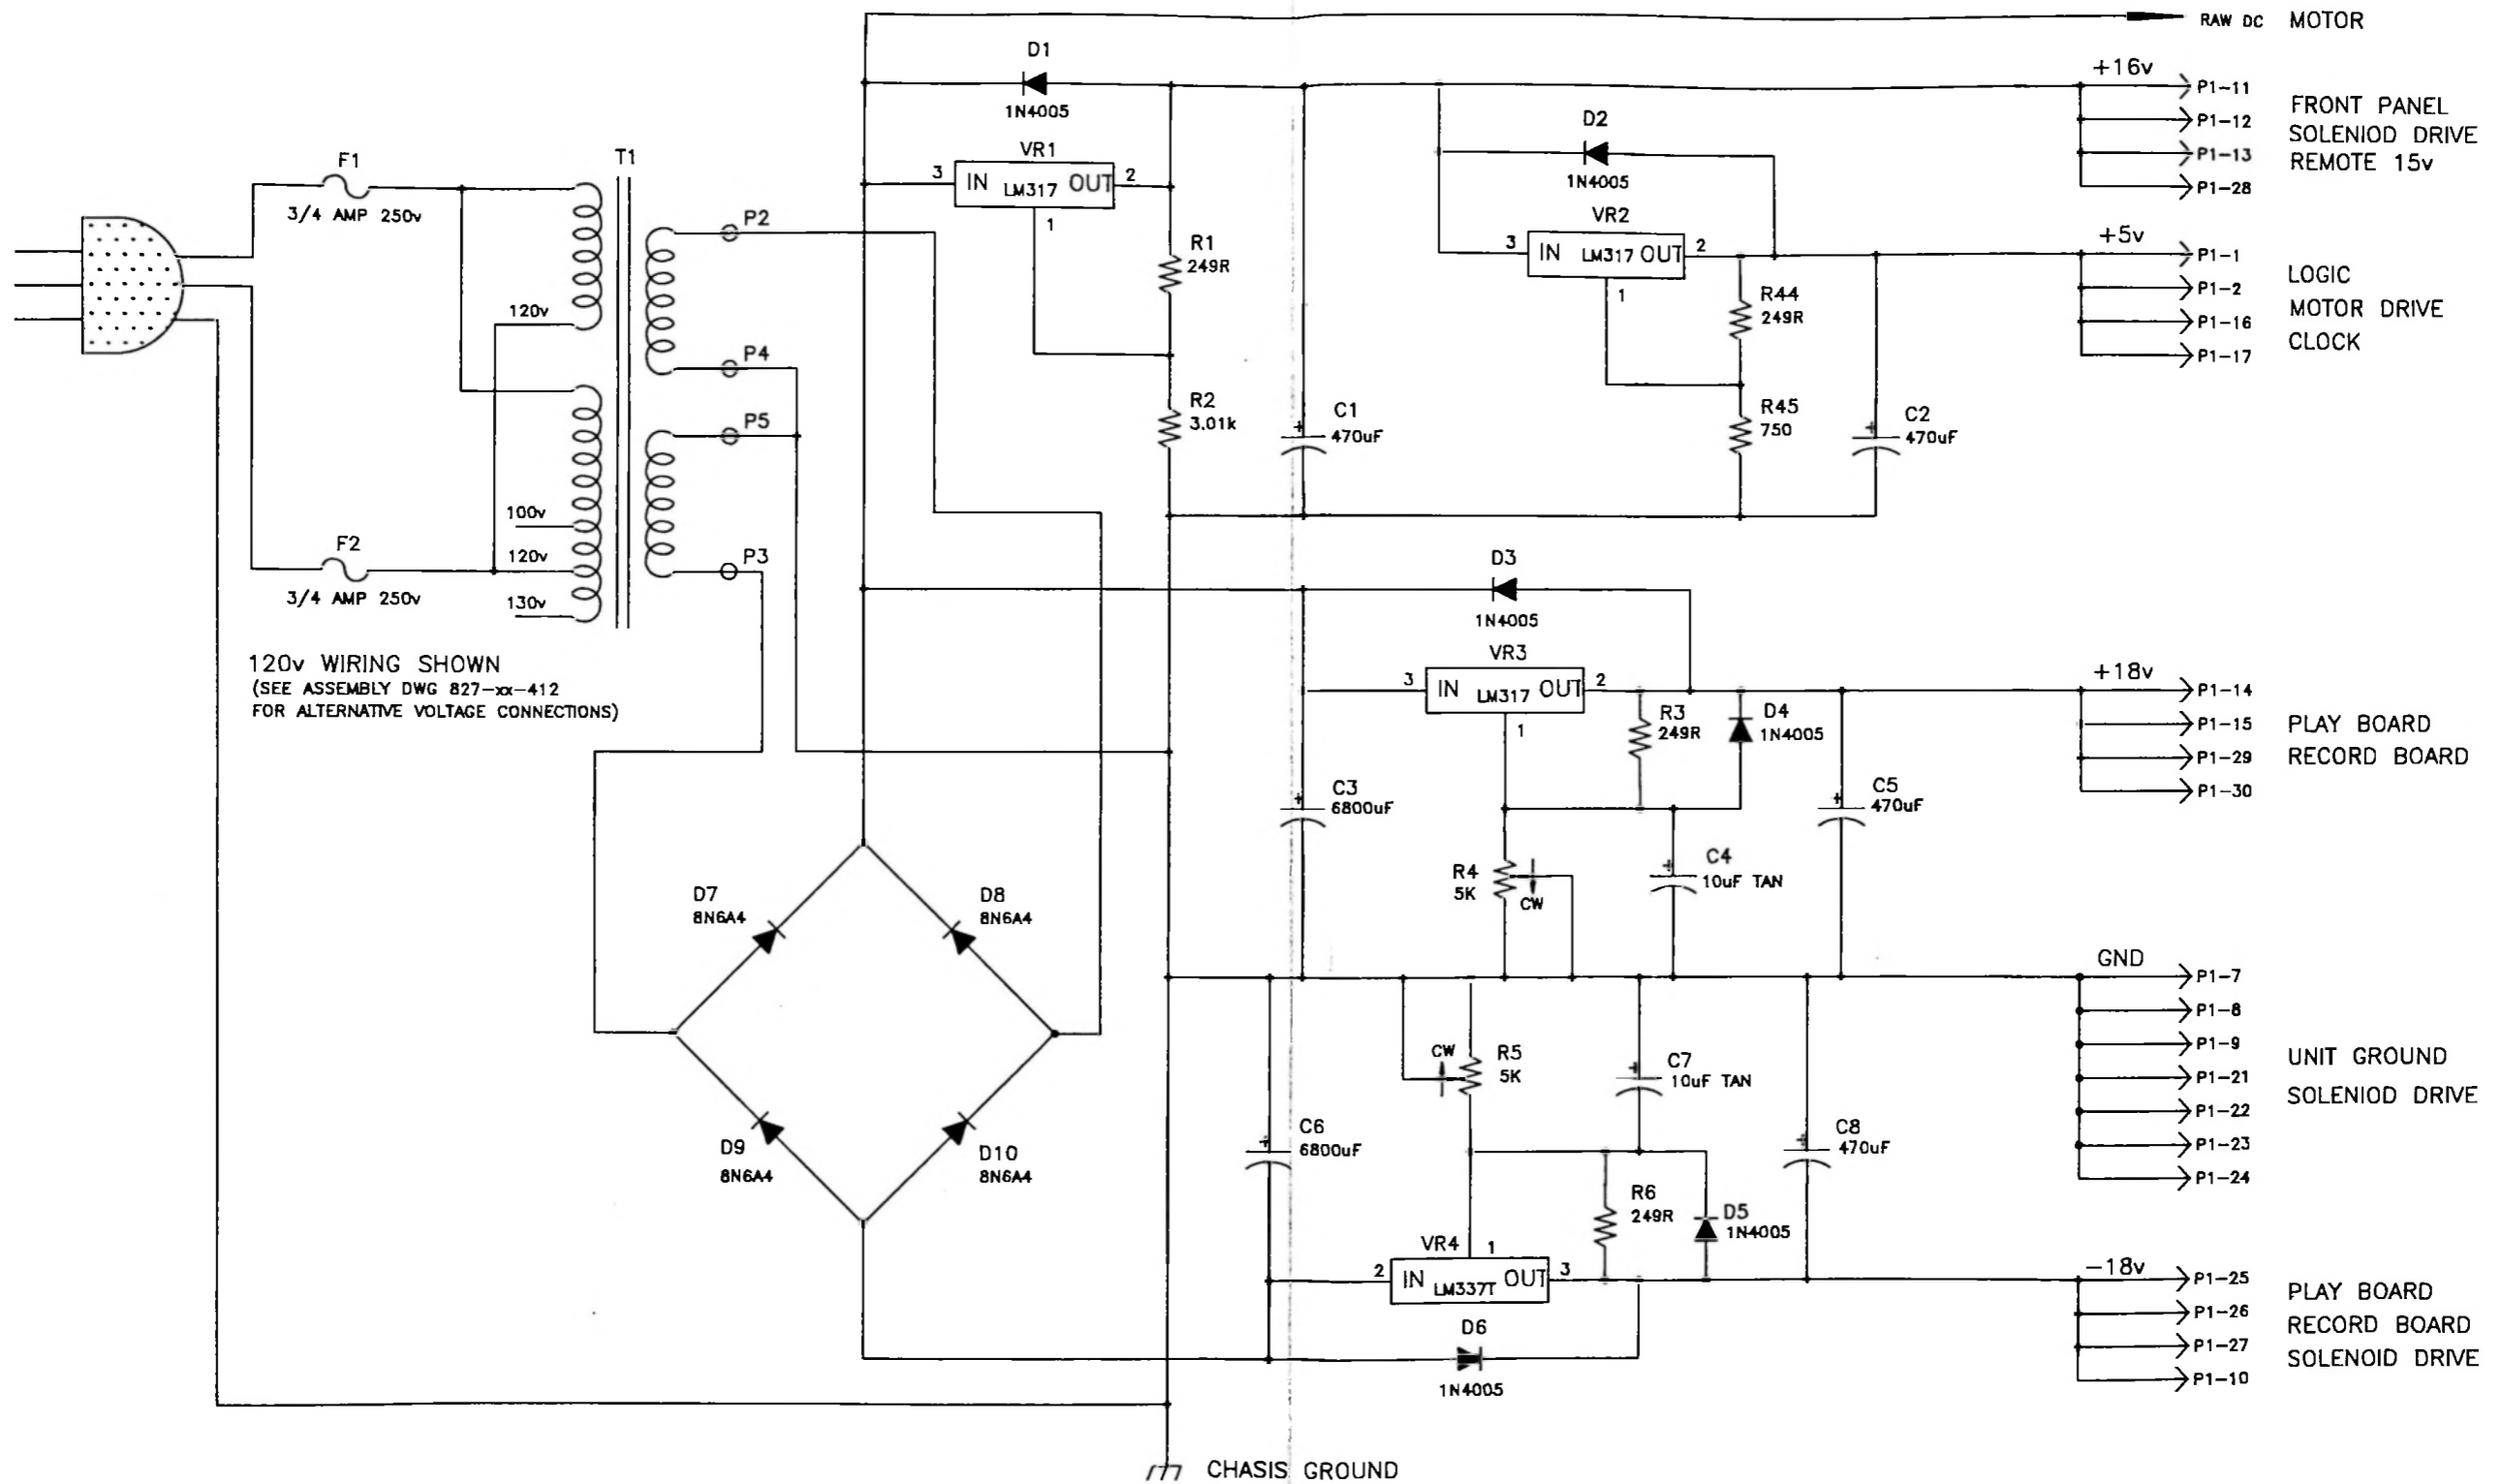 RAW DC MOTOR
D1
1N4005
VR1
3 IN LM317 OUT 2
1
R1
249R
R2
3.01k
C1
+
470uF
+16v
P1-11
P1-12
P1-13
P1-28
FRONT PANEL
SOLENIOD DRIVE
REMOTE 15v
D2
1N4005
VR2
3 IN LM317 OUT 2
1
R44
249R
R45
750
C2
+
470uF
+5v
P1-1
P1-2
P1-16
P1-17
LOGIC
MOTOR DRIVE
CLOCK
F1
3/4 AMP 250v
T1
120v
100v
120v
130v
F2
3/4 AMP 250v
P2
P4
P5
P3
120v WIRING SHOWN
(SEE ASSEMBLY DWG 827-xx-412
FOR ALTERNATIVE VOLTAGE CONNECTIONS)
D3
1N4005
VR3
3 IN LM317 OUT 2
1
R3
249R
D4
1N4005
C3
+
6800uF
R4
5K
CW
C4
+
10uF TAN
C5
+
470uF
+18v
P1-14
P1-15
P1-29
P1-30
PLAY BOARD
RECORD BOARD
D7
8N6A4
D8
8N6A4
D9
8N6A4
D10
8N6A4
GND
P1-7
P1-8
P1-9
P1-21
P1-22
P1-23
P1-24
UNIT GROUND
SOLENIOD DRIVE
CW
R5
5K
C7
+
10uF TAN
C6
+
6800uF
C8
+
470uF
R6
249R
D5
1N4005
VR4
1
2 IN LM337T OUT 3
D6
1N4005
-18v
P1-25
P1-26
P1-27
P1-10
PLAY BOARD
RECORD BOARD
SOLENOID DRIVE
CHASIS GROUND